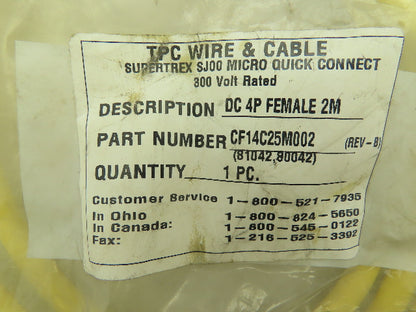 TPC WIRE & CABLE
SUPERTREX SJOO MICRO QUICK CONNECT
300 Volt Rated
DESCRIPTION DC 4P FEMALE 2M
PART NUMBER CF14C25M002 (REV-B)
(81042,90042)
QUANTITY 1 PC.
Customer Service 1-800-521-7935
In Ohio 1-800-824-5650
In Canada: 1-800-545-0122
Fax: 1-216-525-3392